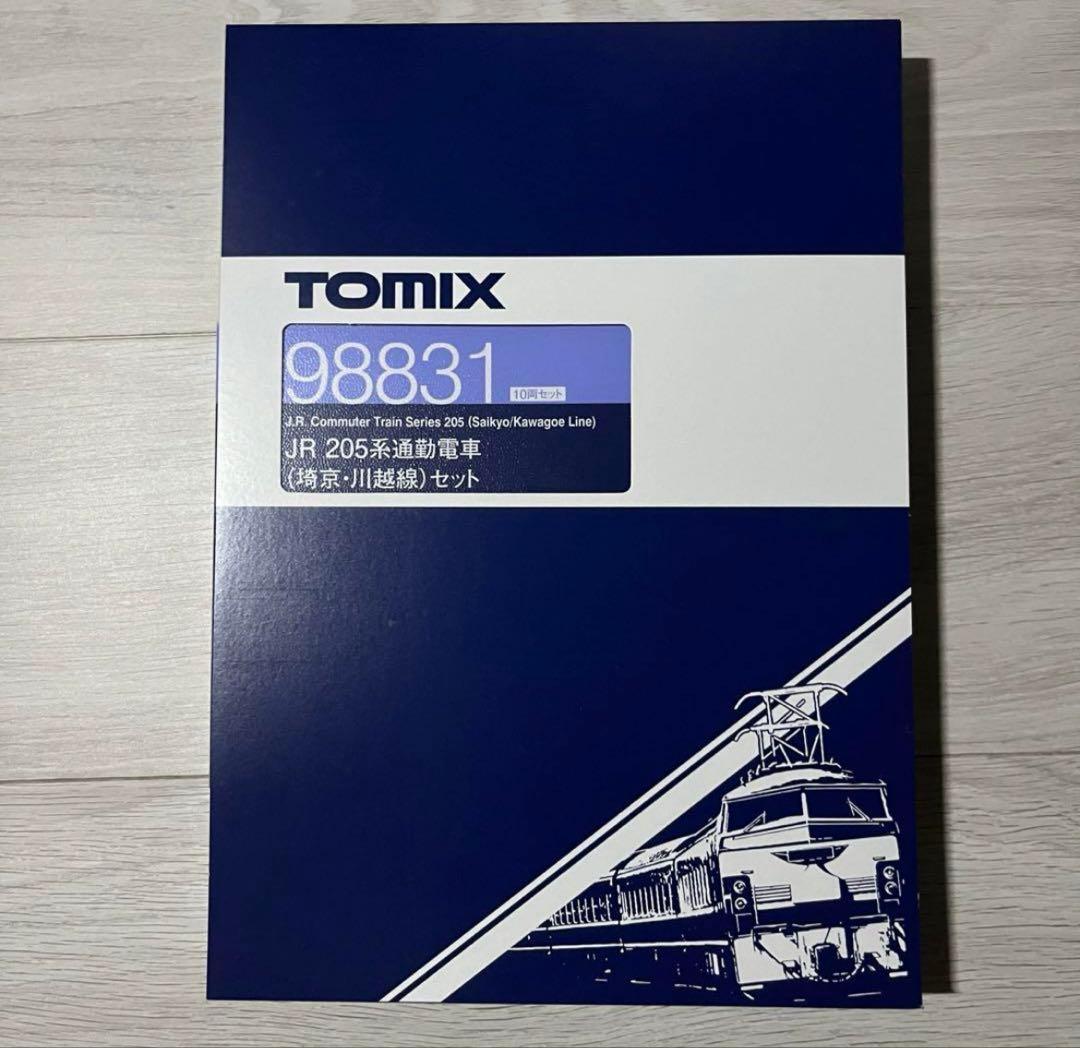 TOMIX
98831 10両セット
J.R. Commuter Train Series 205 (Saikyo/Kawagoe Line)
JR 205系通勤電車
(埼京・川越線)セット